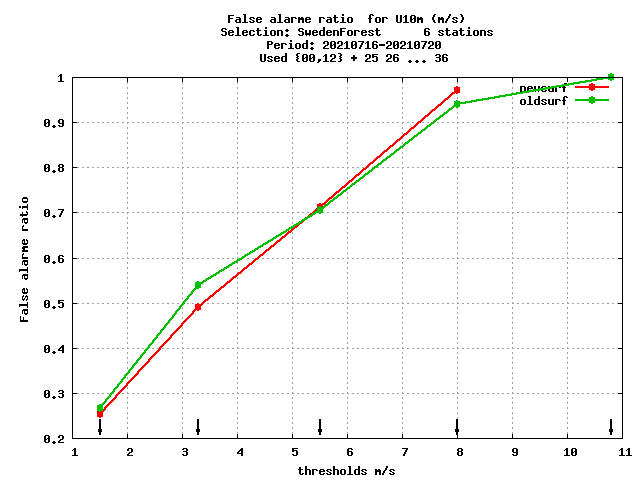 False alarme ratio  for U10m (m/s)
Selection: SwedenForest      6 stations
Period: 20210716-20210720
Used {00,12} + 25 26 ... 36
1
0.9
0.8
0.7
0.6
0.5
0.4
0.3
0.2
False alarme ratio
newsurf
oldsurf
1 2 3 4 5 6 7 8 9 10 11
thresholds m/s